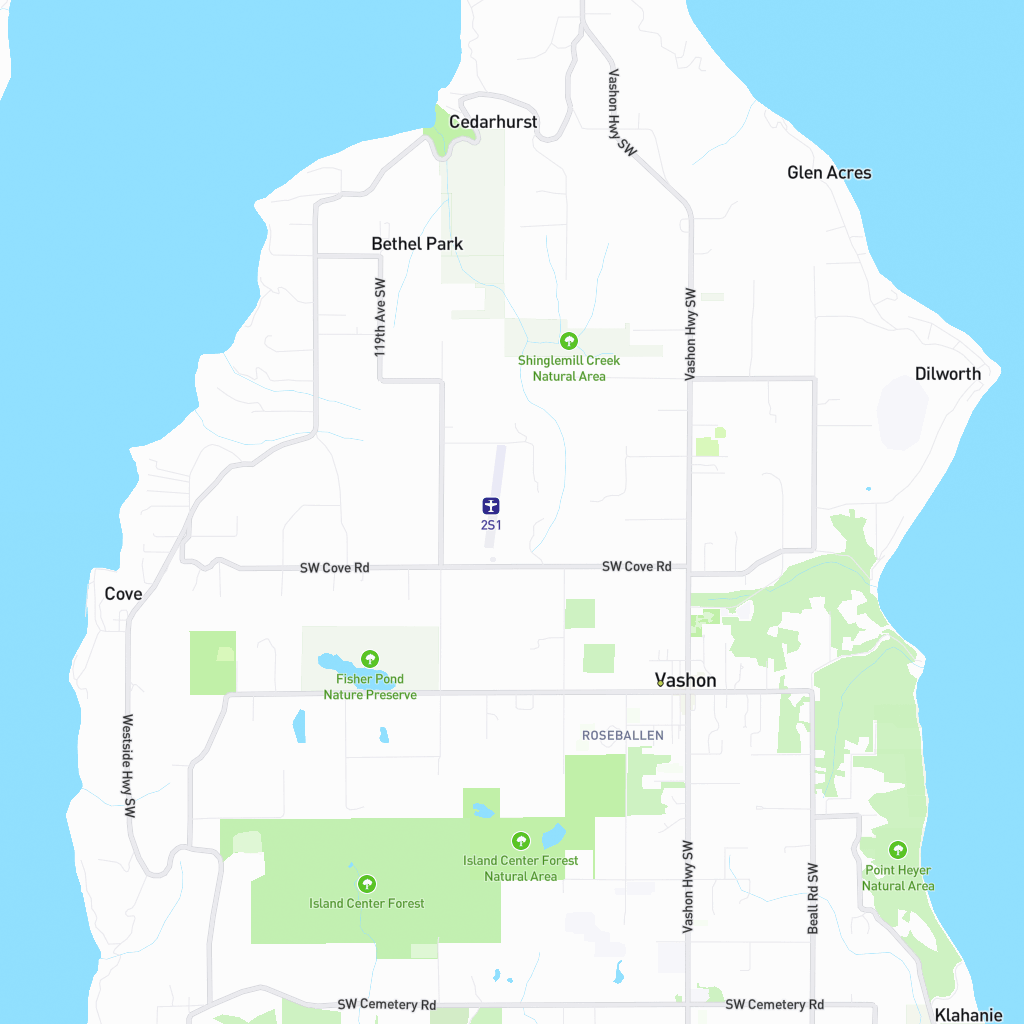 Cedarhurst
Vashon Hwy SW
Glen Acres
Bethel Park
119th Ave SW
Vashon Hwy SW
Shinglemill Creek
Natural Area
Dilworth
2S1
SW Cove Rd
SW Cove Rd
Cove
Fisher Pond
Nature Preserve
Vashon
ROSEBALLEN
Westside Hwy SW
Island Center Forest
Natural Area
Vashon Hwy SW
Beall Rd SW
Point Heyer
Natural Area
Island Center Forest
SW Cemetery Rd
SW Cemetery Rd
Klahanie